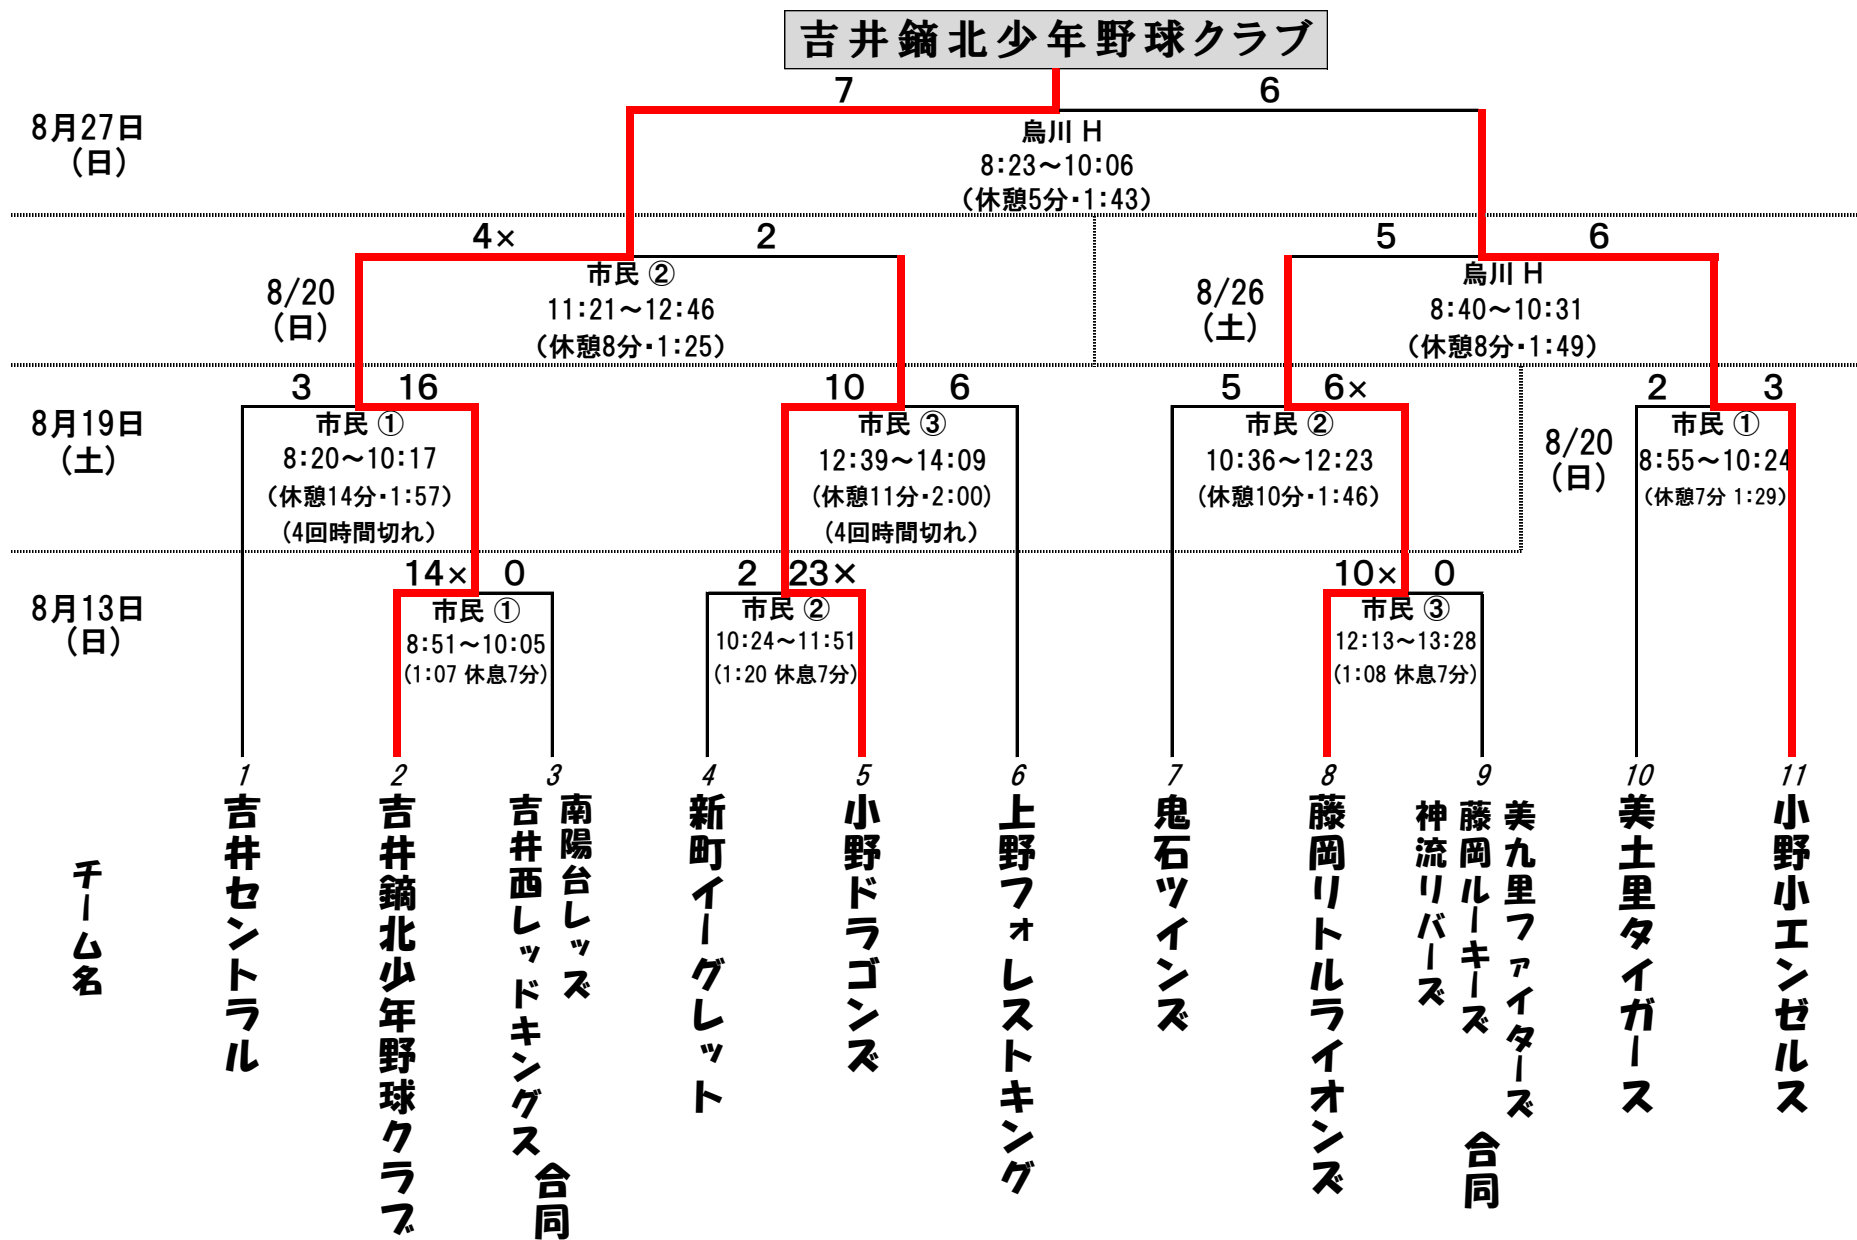 吉井鏑北少年野球クラブ
7
6
8月27日
（日）
烏川 H
8:23～10:06
（休憩5分・1:43）
4×
2
5
6
8/20
（日）
市民 ②
11:21～12:46
（休憩8分・1:25）
8/26
（土）
烏川 H
8:40～10:31
（休憩8分・1:49）
3
16
10
6
5
6×
2
3
8月19日
（土）
市民 ①
8:20～10:17
（休憩14分・1:57）
(4回時間切れ）
市民 ③
12:39～14:09
(休憩11分・2:00)
(4回時間切れ）
市民 ②
10:36～12:23
（休憩10分・1:46）
8/20
（日）
市民 ①
8:55～10:24
（休憩7分 1:29）
14×
0
2
23×
10×
0
8月13日
（日）
市民 ①
8:51～10:05
(1:07 休息7分)
市民 ②
10:24～11:51
(1:20 休息7分)
市民 ③
12:13～13:28
(1:08 休息7分)
1
2
3
4
5
6
7
8
9
10
11
チーム名
吉井セントラル
吉井鏑北少年野球クラブ
南陽台レッズ
吉井西レッドキングス
合同
新町イーグレット
小野ドラゴンズ
上野フォレストキング
鬼石ツインズ
藤岡リトルライオンズ
美九里ファイターズ
藤岡ルーキーズ
神流リバーズ
合同
美土里タイガース
小野小エンゼルス